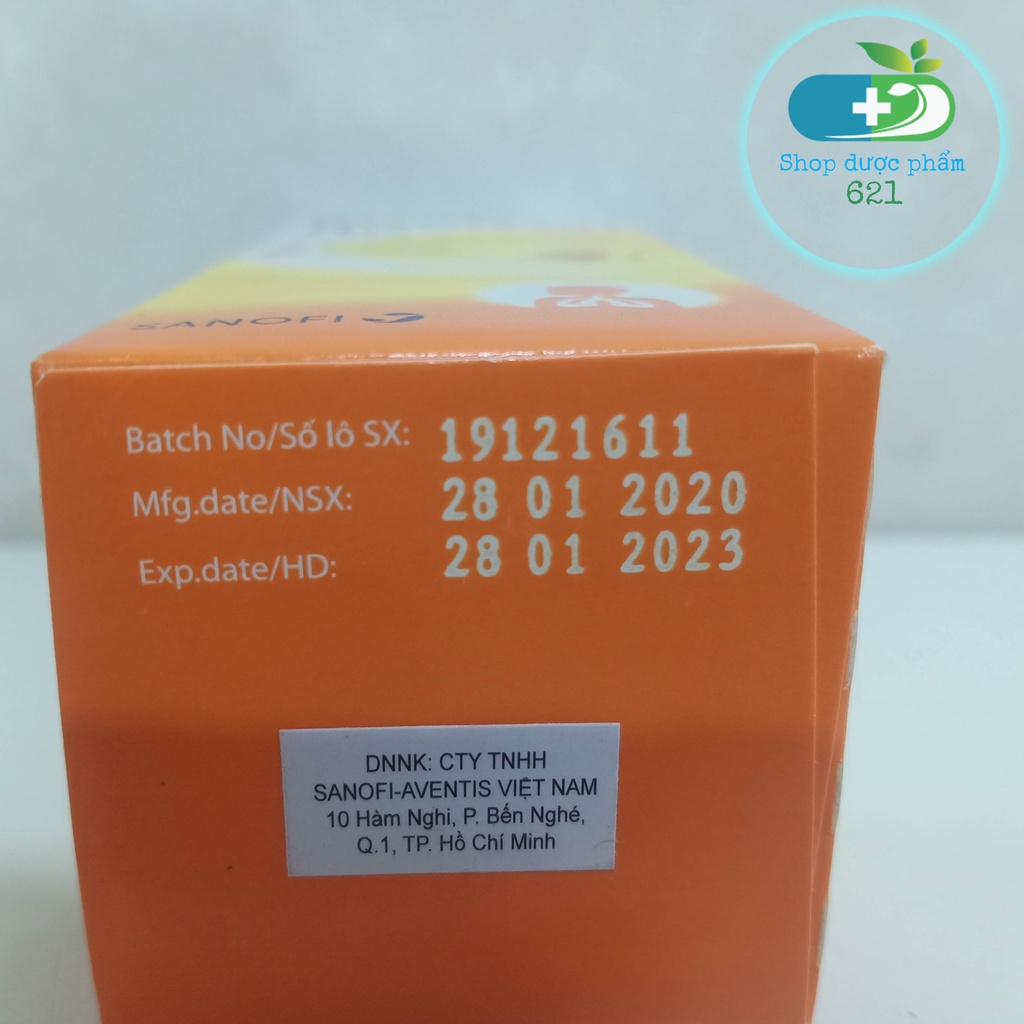 Shop dược phẩm
621
SANOFI
Batch No/Số lô SX: 19121611
Mfg.date/NSX: 28 01 2020
Exp.date/HD: 28 01 2023
DNNK: CTY TNHH
SANOFI-AVENTIS VIỆT NAM
10 Hàm Nghi, P. Bến Nghé,
Q.1, TP. Hồ Chí Minh